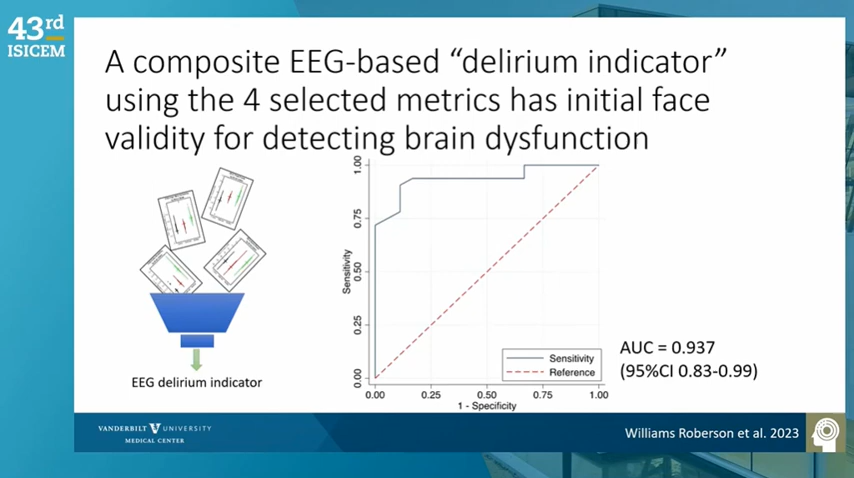 43rd
ISICEM
A composite EEG-based “delirium indicator”
using the 4 selected metrics has initial face
validity for detecting brain dysfunction
EEG delirium indicator
Sensitivity
1.00
0.75
0.50
0.25
0.00
0.00 0.25 0.50 0.75 1.00
1 - Specificity
Sensitivity
Reference
AUC = 0.937
(95%CI 0.83-0.99)
VANDERBILT V UNIVERSITY
MEDICAL CENTER
Williams Roberson et al. 2023